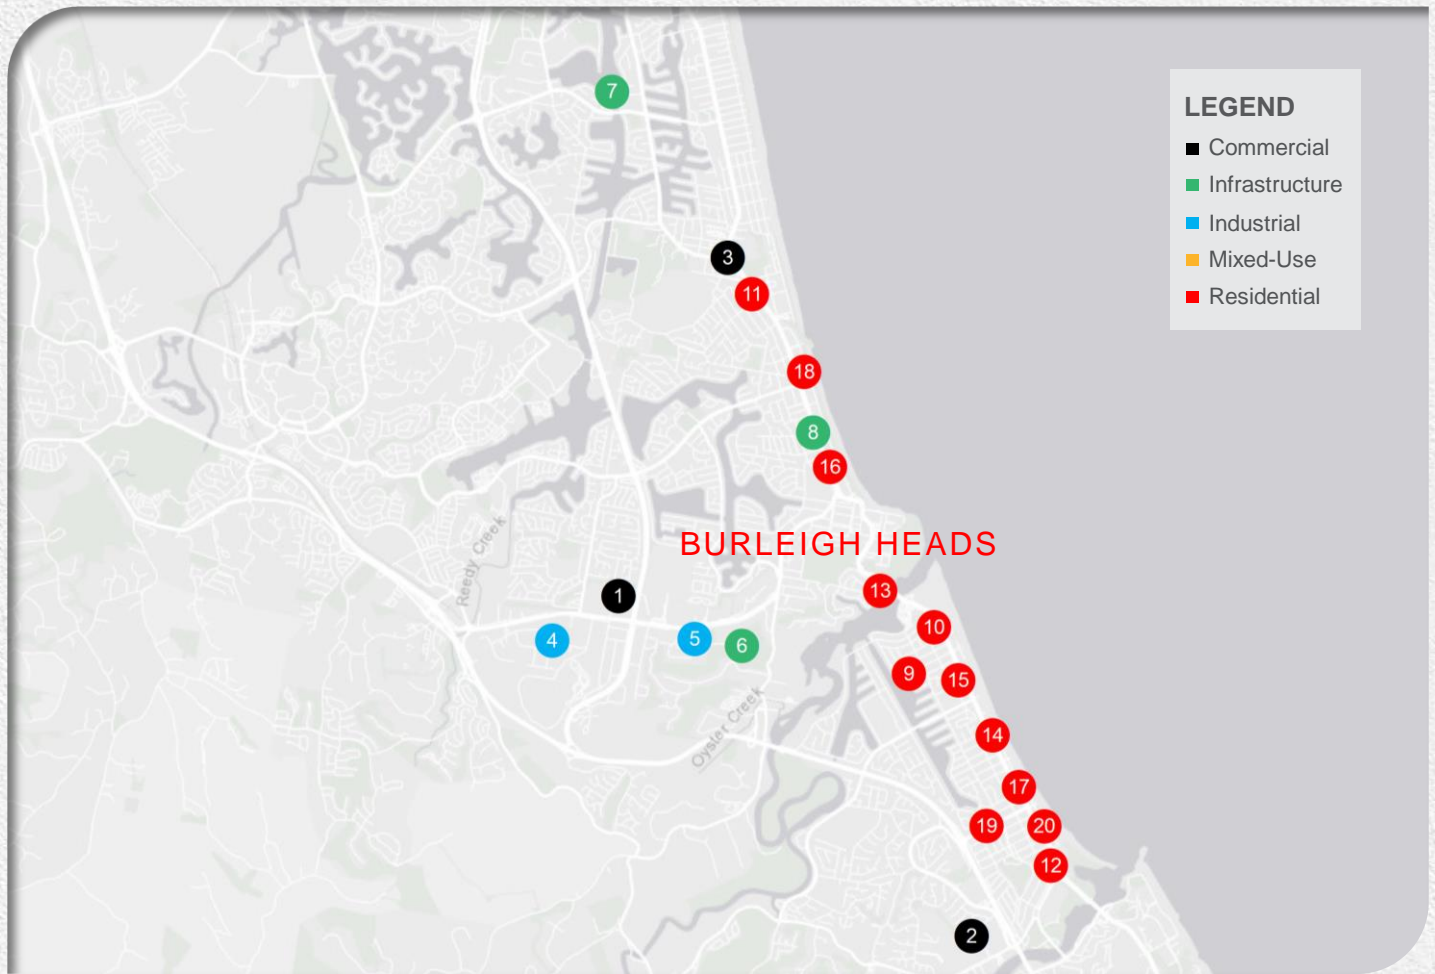 7
LEGEND
Commercial
Infrastructure
Industrial
Mixed-Use
Residential
3
11
18
8
16
Reedy Creek
BURLEIGH HEADS
13
1
10
4
5
6
9
15
Oyster Creek
14
17
19
20
12
2